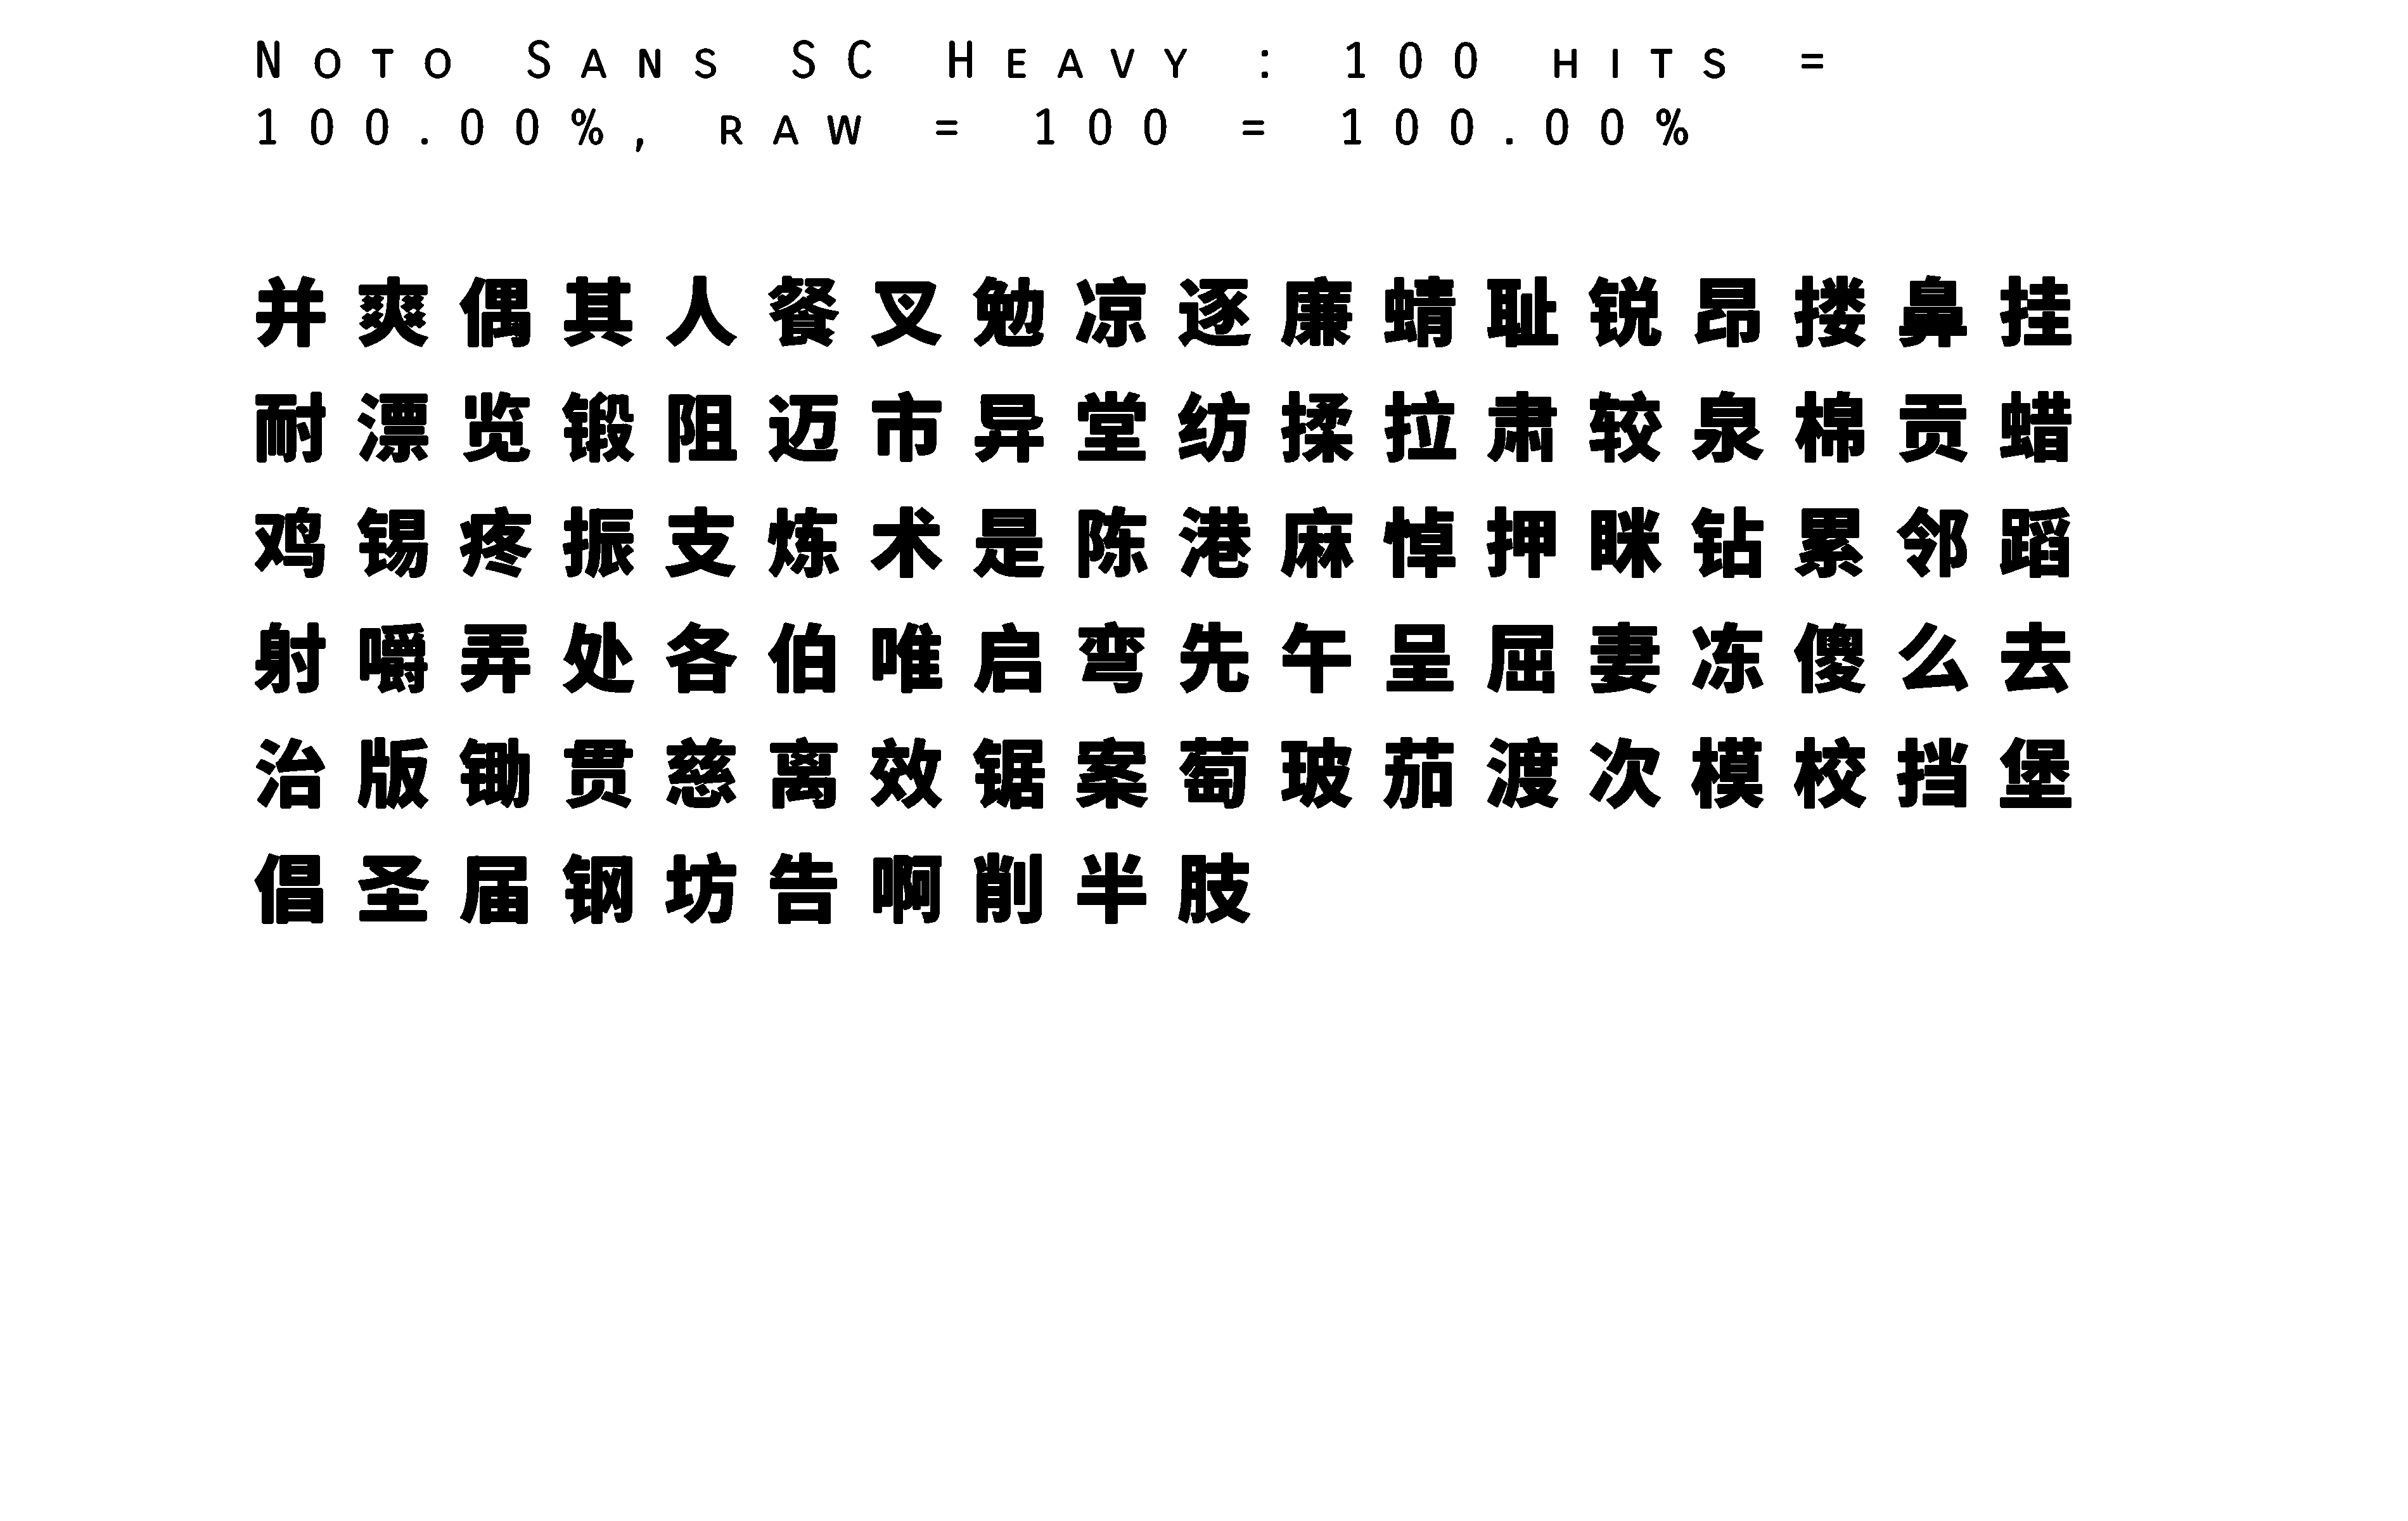 Noto Sans SC Heavy : 100 hits =
100.00%, raw = 100 = 100.00%
并爽偶其人餐叉勉凉逐廉蜻耻锐昂搂鼻挂
耐漂览锻阻迈市异堂纺揉拉肃较泉棉贡蜡
鸡锡疼振支炼术是陈港麻悼押眯钻累邻蹈
射嚼弄处各伯唯启弯先午呈屈妻冻傻么去
治版锄贯慈离效锯案萄玻茄渡次模校挡堡
倡圣届钢坊告啊削半肢